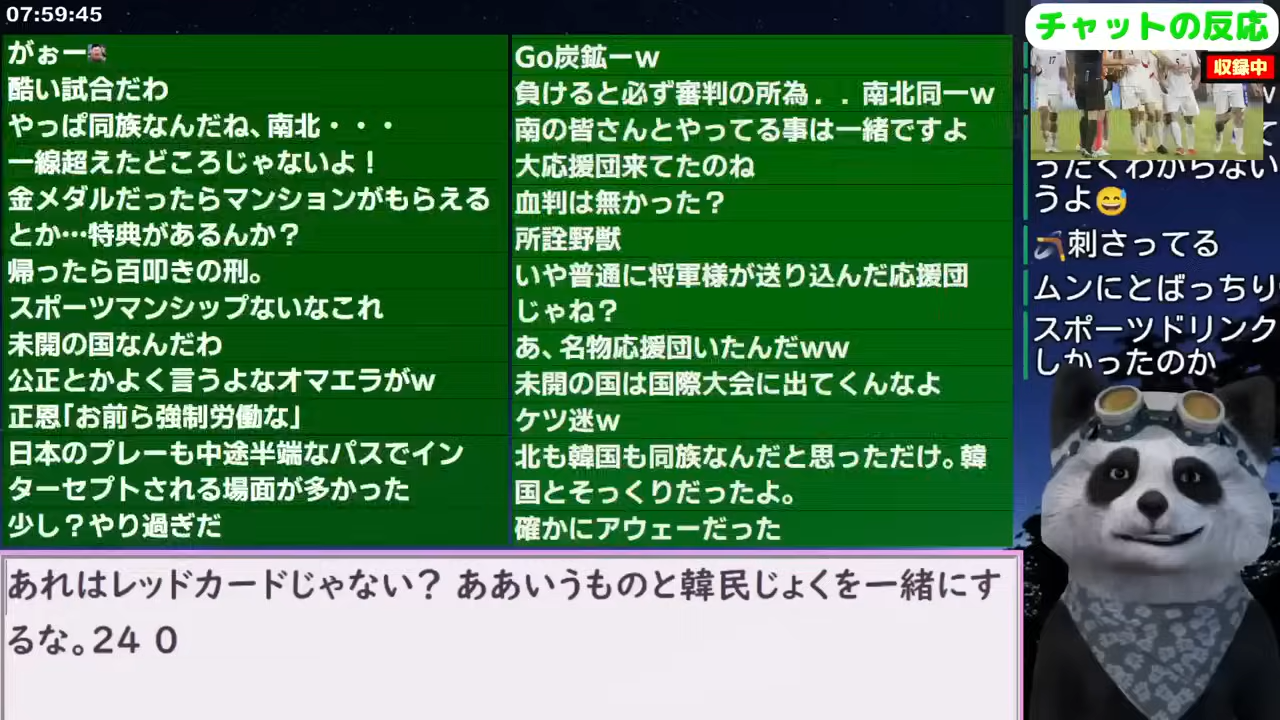 07:59:45
がぉー
酷い試合だわ
やっぱ同族なんだね、南北・・・
一線超えたどころじゃないよ！
金メダルだったらマンションがもらえる
とか…特典があるんか？
帰ったら百叩きの刑。
スポーツマンシップないなこれ
未開の国なんだわ
公正とかよく言うよなオマエラがw
正恩「お前ら強制労働な」
日本のプレーも中途半端なパスでイン
ターセプトされる場面が多かった
少し？やり過ぎだ
Go炭鉱ーw
負けると必ず審判の所為．．南北同一w
南の皆さんとやってる事は一緒ですよ
大応援団来てたのね
血判は無かった？
所詮野獣
いや普通に将軍様が送り込んだ応援団
じゃね？
あ、名物応援団いたんだww
未開の国は国際大会に出てくんなよ
ケツ迷w
北も韓国も同族なんだと思っただけ。韓
国とそっくりだったよ。
確かにアウェーだった
チャットの反応
収録中
w
て
ったくわからない
うよ😅
🪃刺さってる
ムンにとばっちり
スポーツドリンク
しかったのか
あれはレッドカードじゃない？ ああいうものと韓民じょくを一緒にす
るな。24 0